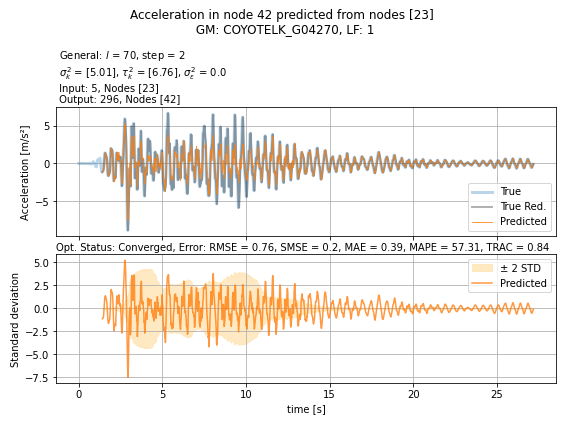 Acceleration in node 42 predicted from nodes [23]
GM: COYOTELK_G04270, LF: 1
General: l = 70, step = 2
σ²ₖ = [5.01], τ²ₖ = [6.76], σ²ε = 0.0
Input: 5, Nodes [23]
Output: 296, Nodes [42]
Acceleration [m/s²]
5
0
−5
True
True Red.
Predicted
Opt. Status: Converged, Error: RMSE = 0.76, SMSE = 0.2, MAE = 0.39, MAPE = 57.31, TRAC = 0.84
Standard deviation
5.0
2.5
0.0
−2.5
−5.0
−7.5
± 2 STD
Predicted
0 5 10 15 20 25
time [s]